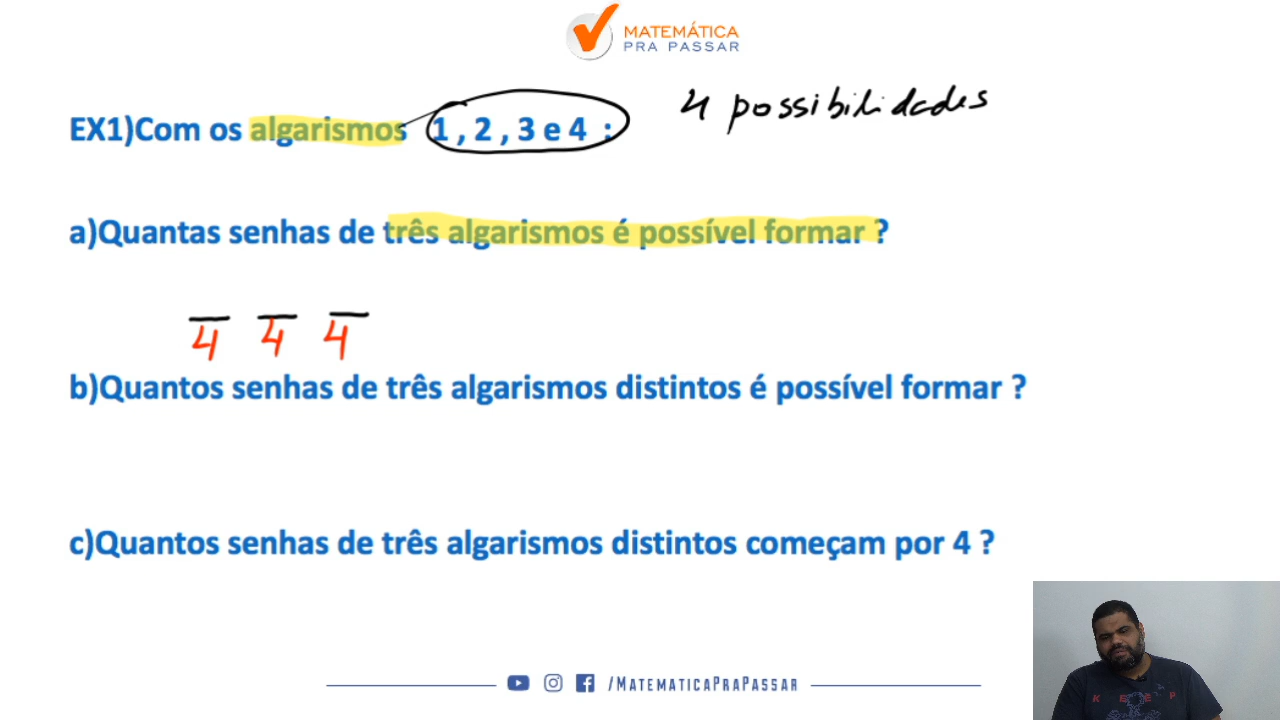 MATEMÁTICA
PRA PASSAR
4 possibilidades
EX1)Com os algarismos 1 , 2 , 3 e 4 :
a)Quantas senhas de três algarismos é possível formar ?
4 4 4
b)Quantos senhas de três algarismos distintos é possível formar ?
c)Quantos senhas de três algarismos distintos começam por 4 ?
/MATEMATICAPRAPASSAR